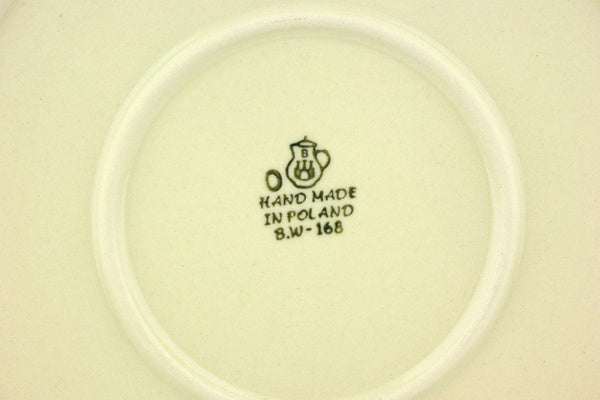 B
HAND MADE
IN POLAND
B.W-168